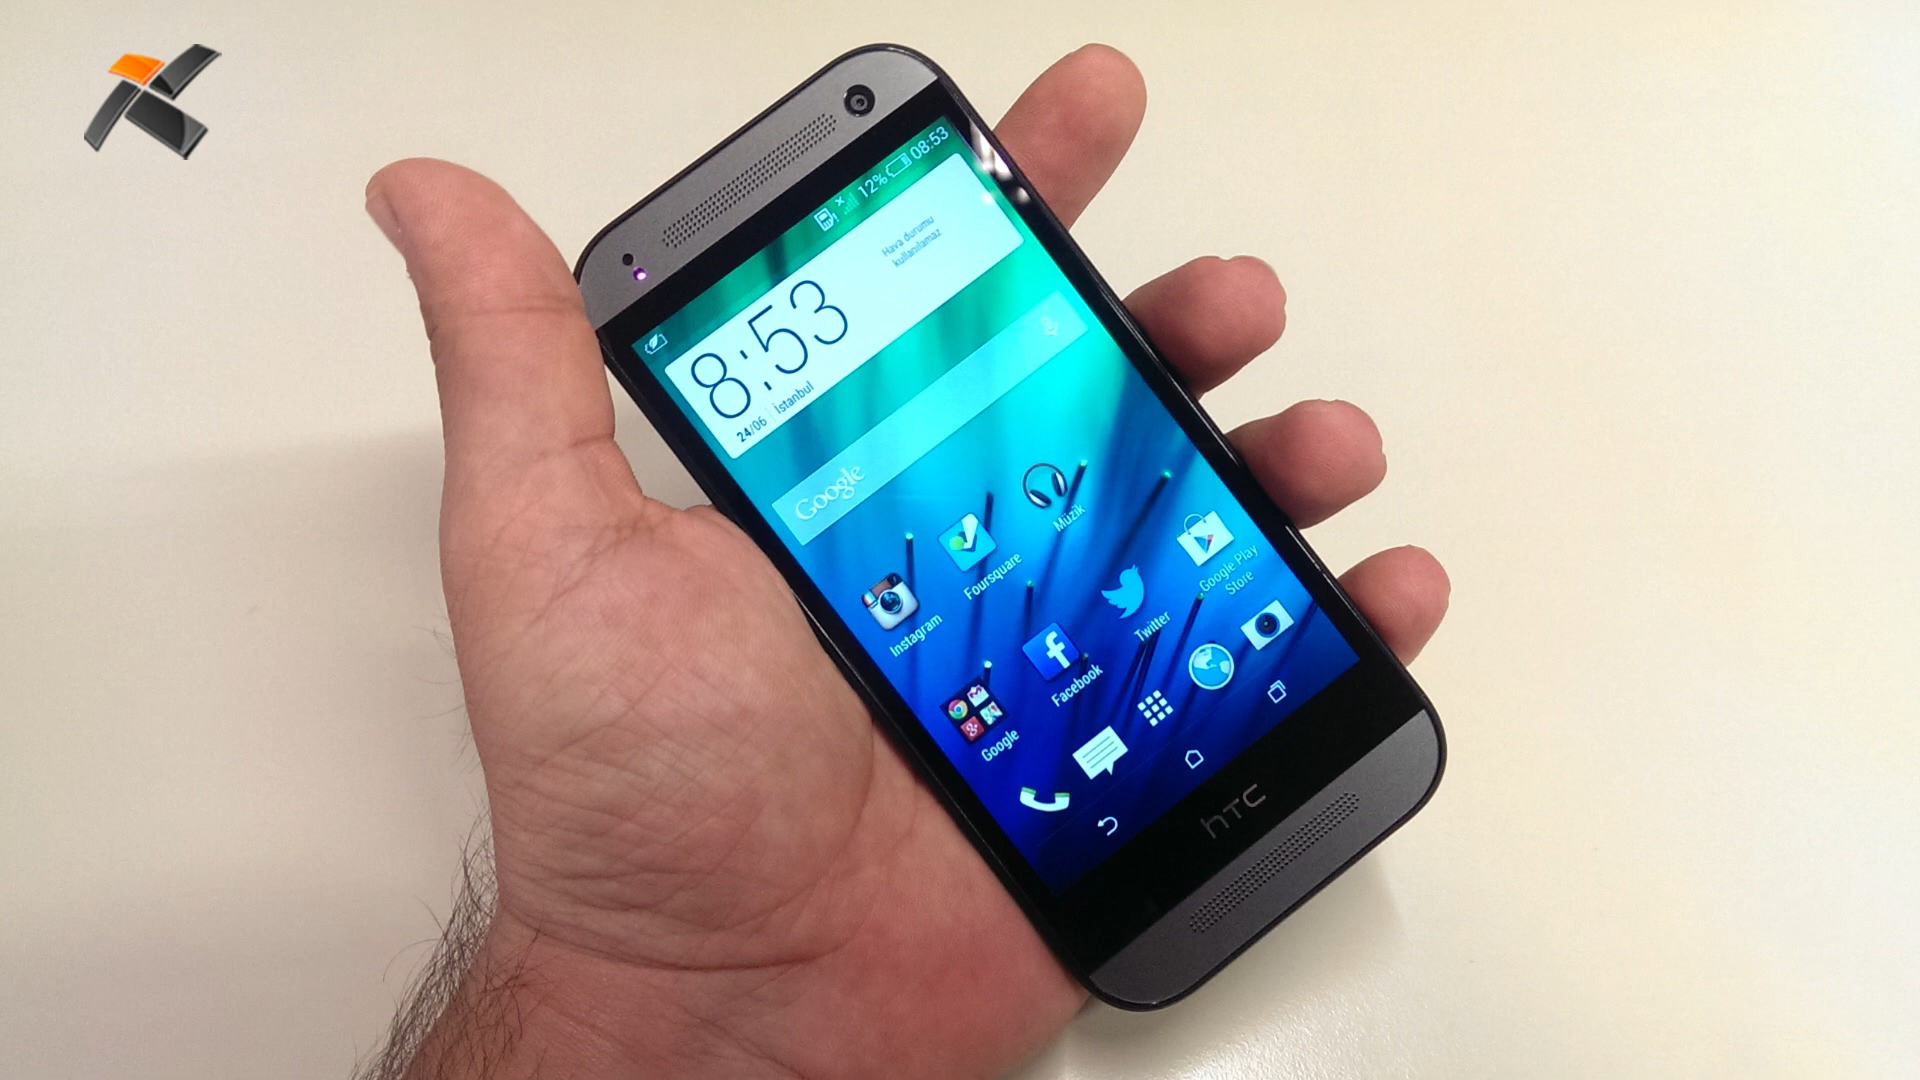 12% 08:53
8:53
Hava durumu
kullanılamaz
24/06 İstanbul
Google
Müzik
Foursquare
Instagram
Google Play
Store
Twitter
Facebook
Google
hTC